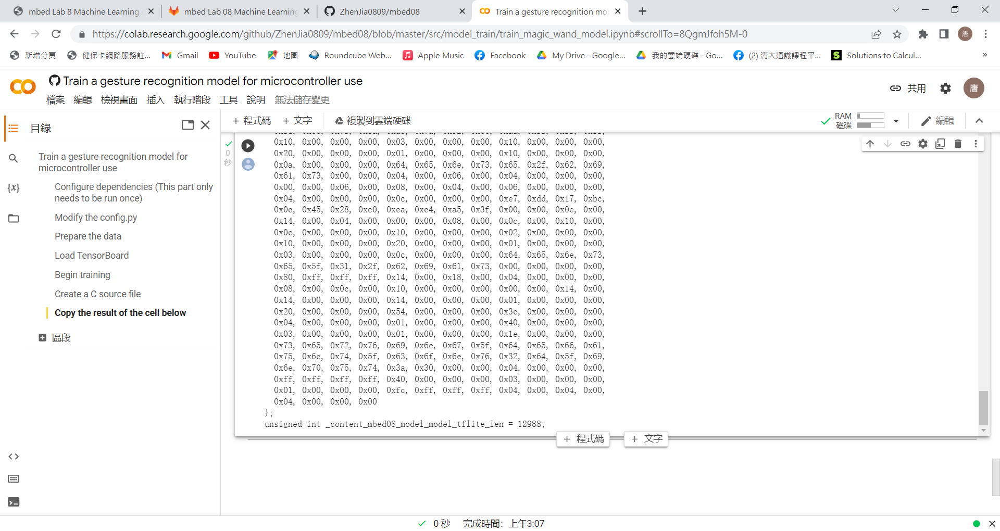 mbed Lab 8 Machine Learning
mbed Lab 08 Machine Learning
ZhenJia0809/mbed08
Train a gesture recognition mo
https://colab.research.google.com/github/ZhenJia0809/mbed08/blob/master/src/model_train/train_magic_wand_model.ipynb#scrollTo=8QgmJfoh5M-0
唐
新增分頁
健保卡網路服務註...
Gmail
YouTube
地圖
Roundcube Web...
Apple Music
Facebook
My Drive - Google...
我的雲端硬碟 - Go...
(2) 清大通識課程平...
Solutions to Calcul...
»
Train a gesture recognition model for microcontroller use
檔案 編輯 檢視畫面 插入 執行階段 工具 說明 無法儲存變更
共用
唐
目錄
Train a gesture recognition model for
microcontroller use
Configure dependencies (This part only
needs to be run once)
Modify the config.py
Prepare the data
Load TensorBoard
Begin training
Create a C source file
Copy the result of the cell below
區段
{x}
+ 程式碼 + 文字 複製到雲端硬碟
RAM
磁碟
編輯
0
秒
0x10, 0x00, 0x00, 0x00, 0x03, 0x00, 0x00, 0x00, 0x10, 0x00, 0x00, 0x00,
0x20, 0x00, 0x00, 0x00, 0x01, 0x00, 0x00, 0x00, 0x10, 0x00, 0x00, 0x00,
0x0a, 0x00, 0x00, 0x00, 0x64, 0x65, 0x6e, 0x73, 0x65, 0x2f, 0x62, 0x69,
0x61, 0x73, 0x00, 0x00, 0x04, 0x00, 0x06, 0x00, 0x04, 0x00, 0x00, 0x00,
0x00, 0x00, 0x06, 0x00, 0x08, 0x00, 0x04, 0x00, 0x06, 0x00, 0x00, 0x00,
0x04, 0x00, 0x00, 0x00, 0x0c, 0x00, 0x00, 0x00, 0xe7, 0xdd, 0x17, 0xbc,
0x0c, 0x45, 0x28, 0xc0, 0xea, 0xc4, 0xa5, 0x3f, 0x00, 0x00, 0x0e, 0x00,
0x14, 0x00, 0x04, 0x00, 0x00, 0x00, 0x08, 0x00, 0x0c, 0x00, 0x10, 0x00,
0x0e, 0x00, 0x00, 0x00, 0x10, 0x00, 0x00, 0x00, 0x02, 0x00, 0x00, 0x00,
0x10, 0x00, 0x00, 0x00, 0x20, 0x00, 0x00, 0x00, 0x01, 0x00, 0x00, 0x00,
0x03, 0x00, 0x00, 0x00, 0x0c, 0x00, 0x00, 0x00, 0x64, 0x65, 0x6e, 0x73,
0x65, 0x5f, 0x31, 0x2f, 0x62, 0x69, 0x61, 0x73, 0x00, 0x00, 0x00, 0x00,
0x80, 0xff, 0xff, 0xff, 0x14, 0x00, 0x18, 0x00, 0x04, 0x00, 0x00, 0x00,
0x08, 0x00, 0x0c, 0x00, 0x10, 0x00, 0x00, 0x00, 0x00, 0x00, 0x14, 0x00,
0x14, 0x00, 0x00, 0x00, 0x14, 0x00, 0x00, 0x00, 0x01, 0x00, 0x00, 0x00,
0x20, 0x00, 0x00, 0x00, 0x54, 0x00, 0x00, 0x00, 0x3c, 0x00, 0x00, 0x00,
0x04, 0x00, 0x00, 0x00, 0x01, 0x00, 0x00, 0x00, 0x40, 0x00, 0x00, 0x00,
0x03, 0x00, 0x00, 0x00, 0x01, 0x00, 0x00, 0x00, 0x1e, 0x00, 0x00, 0x00,
0x73, 0x65, 0x72, 0x76, 0x69, 0x6e, 0x67, 0x5f, 0x64, 0x65, 0x66, 0x61,
0x75, 0x6c, 0x74, 0x5f, 0x63, 0x6f, 0x6e, 0x76, 0x32, 0x64, 0x5f, 0x69,
0x6e, 0x70, 0x75, 0x74, 0x3a, 0x30, 0x00, 0x00, 0x04, 0x00, 0x00, 0x00,
0xff, 0xff, 0xff, 0xff, 0x40, 0x00, 0x00, 0x00, 0x03, 0x00, 0x00, 0x00,
0x01, 0x00, 0x00, 0x00, 0xfc, 0xff, 0xff, 0xff, 0x04, 0x00, 0x04, 0x00,
0x04, 0x00, 0x00, 0x00
};
unsigned int _content_mbed08_model_model_tflite_len = 12988;
+ 程式碼 + 文字
0 秒 完成時間: 上午3:07